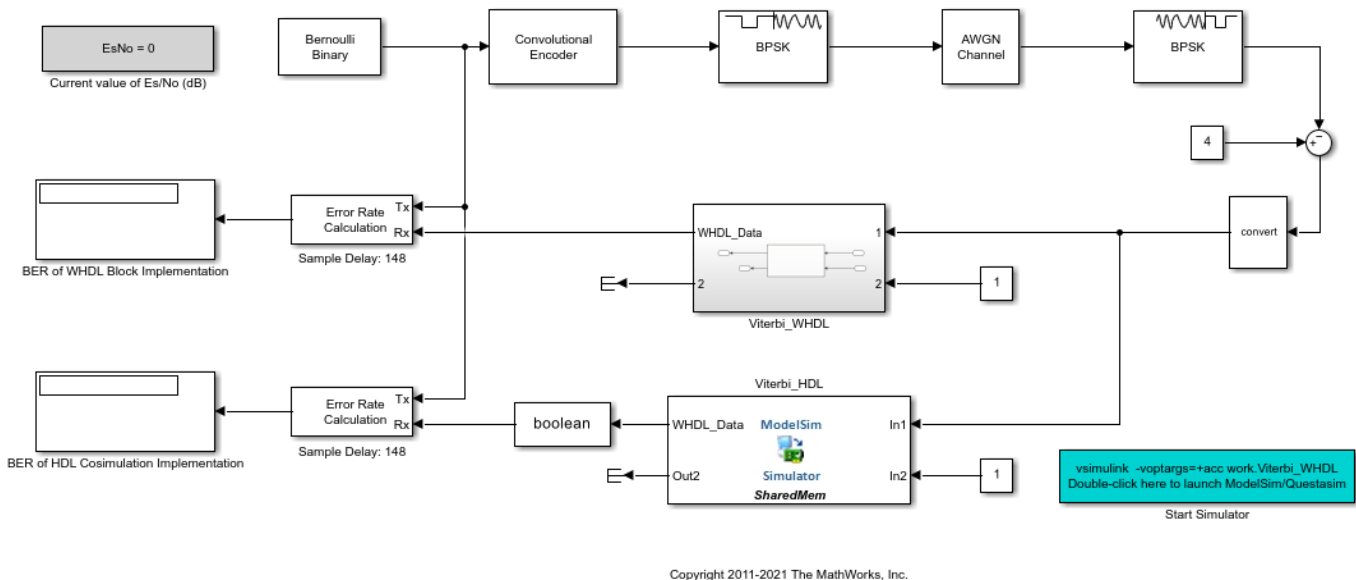 EsNo = 0
Current value of Es/No (dB)
Bernoulli
Binary
Convolutional
Encoder
BPSK
AWGN
Channel
BPSK
4
+
−
convert
Error Rate
Calculation
Tx
Rx
Sample Delay: 148
BER of WHDL Block Implementation
WHDL_Data
1
2
2
1
Viterbi_WHDL
Viterbi_HDL
Error Rate
Calculation
Tx
Rx
Sample Delay: 148
BER of HDL Cosimulation Implementation
boolean
WHDL_Data
ModelSim
In1
Out2
Simulator
In2
SharedMem
1
vsimulink -voptargs=+acc work.Viterbi_WHDL
Double-click here to launch ModelSim/Questasim
Start Simulator
Copyright 2011-2021 The MathWorks, Inc.